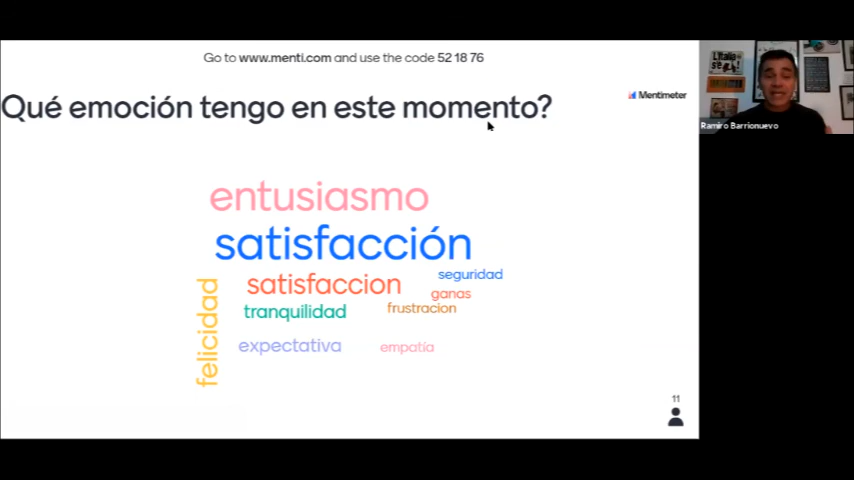 Go to www.menti.com and use the code 52 18 76
Mentimeter
Qué emoción tengo en este momento?
entusiasmo
satisfacción
seguridad
satisfaccion
ganas
tranquilidad
frustracion
felicidad
expectativa
empatía
11
Ramiro Barrionuevo